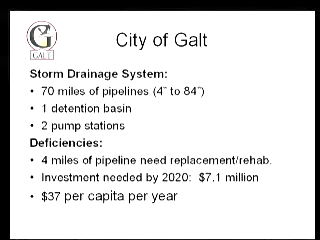 GALT
City of Galt
Storm Drainage System:
• 70 miles of pipelines (4" to 84")
• 1 detention basin
• 2 pump stations
Deficiencies:
• 4 miles of pipeline need replacement/rehab.
• Investment needed by 2020: $7.1 million
• $37 per capita per year